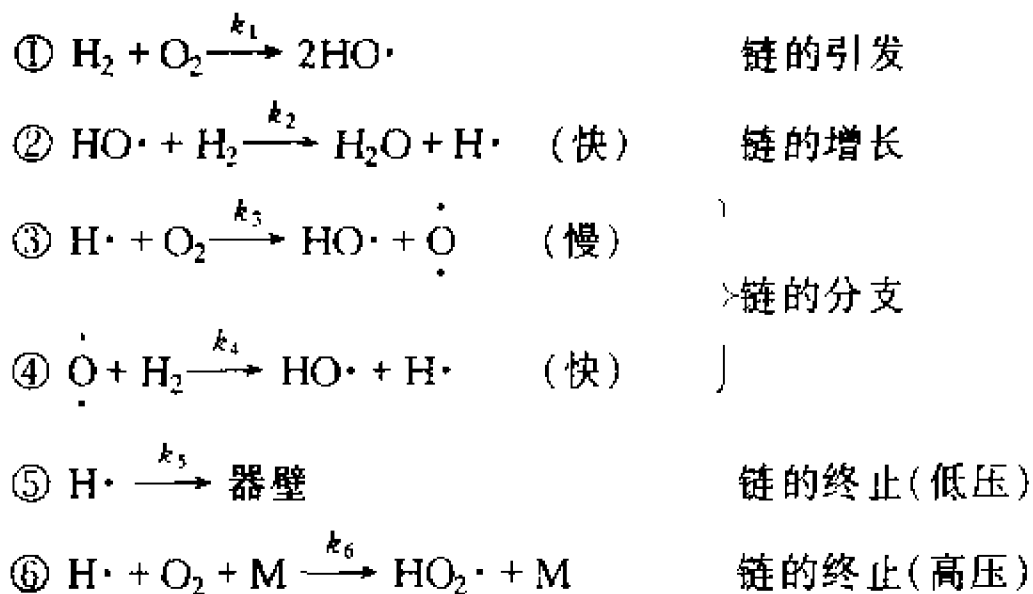 ① H₂ + O₂ —k₁→ 2HO· 链的引发
② HO· + H₂ —k₂→ H₂O + H· (快) 链的增长
③ H· + O₂ —k₃→ HO· + ·O· (慢)
链的分支
④ ·O· + H₂ —k₄→ HO· + H· (快)
⑤ H· —k₅→ 器壁 链的终止(低压)
⑥ H· + O₂ + M —k₆→ HO₂· + M 链的终止(高压)